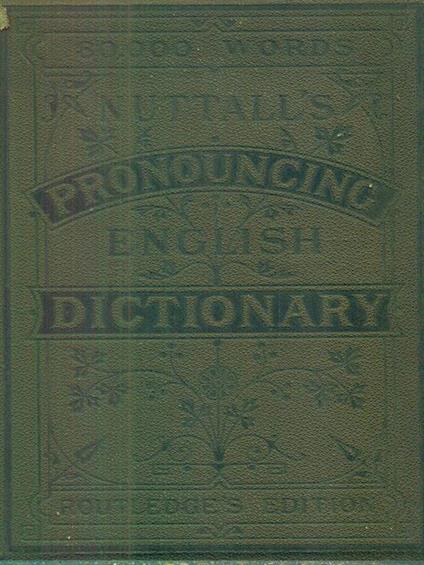 80,000 WORDS
NUTTALL'S
PRONOUNCING
ENGLISH
DICTIONARY
ROUTLEDGE'S EDITION